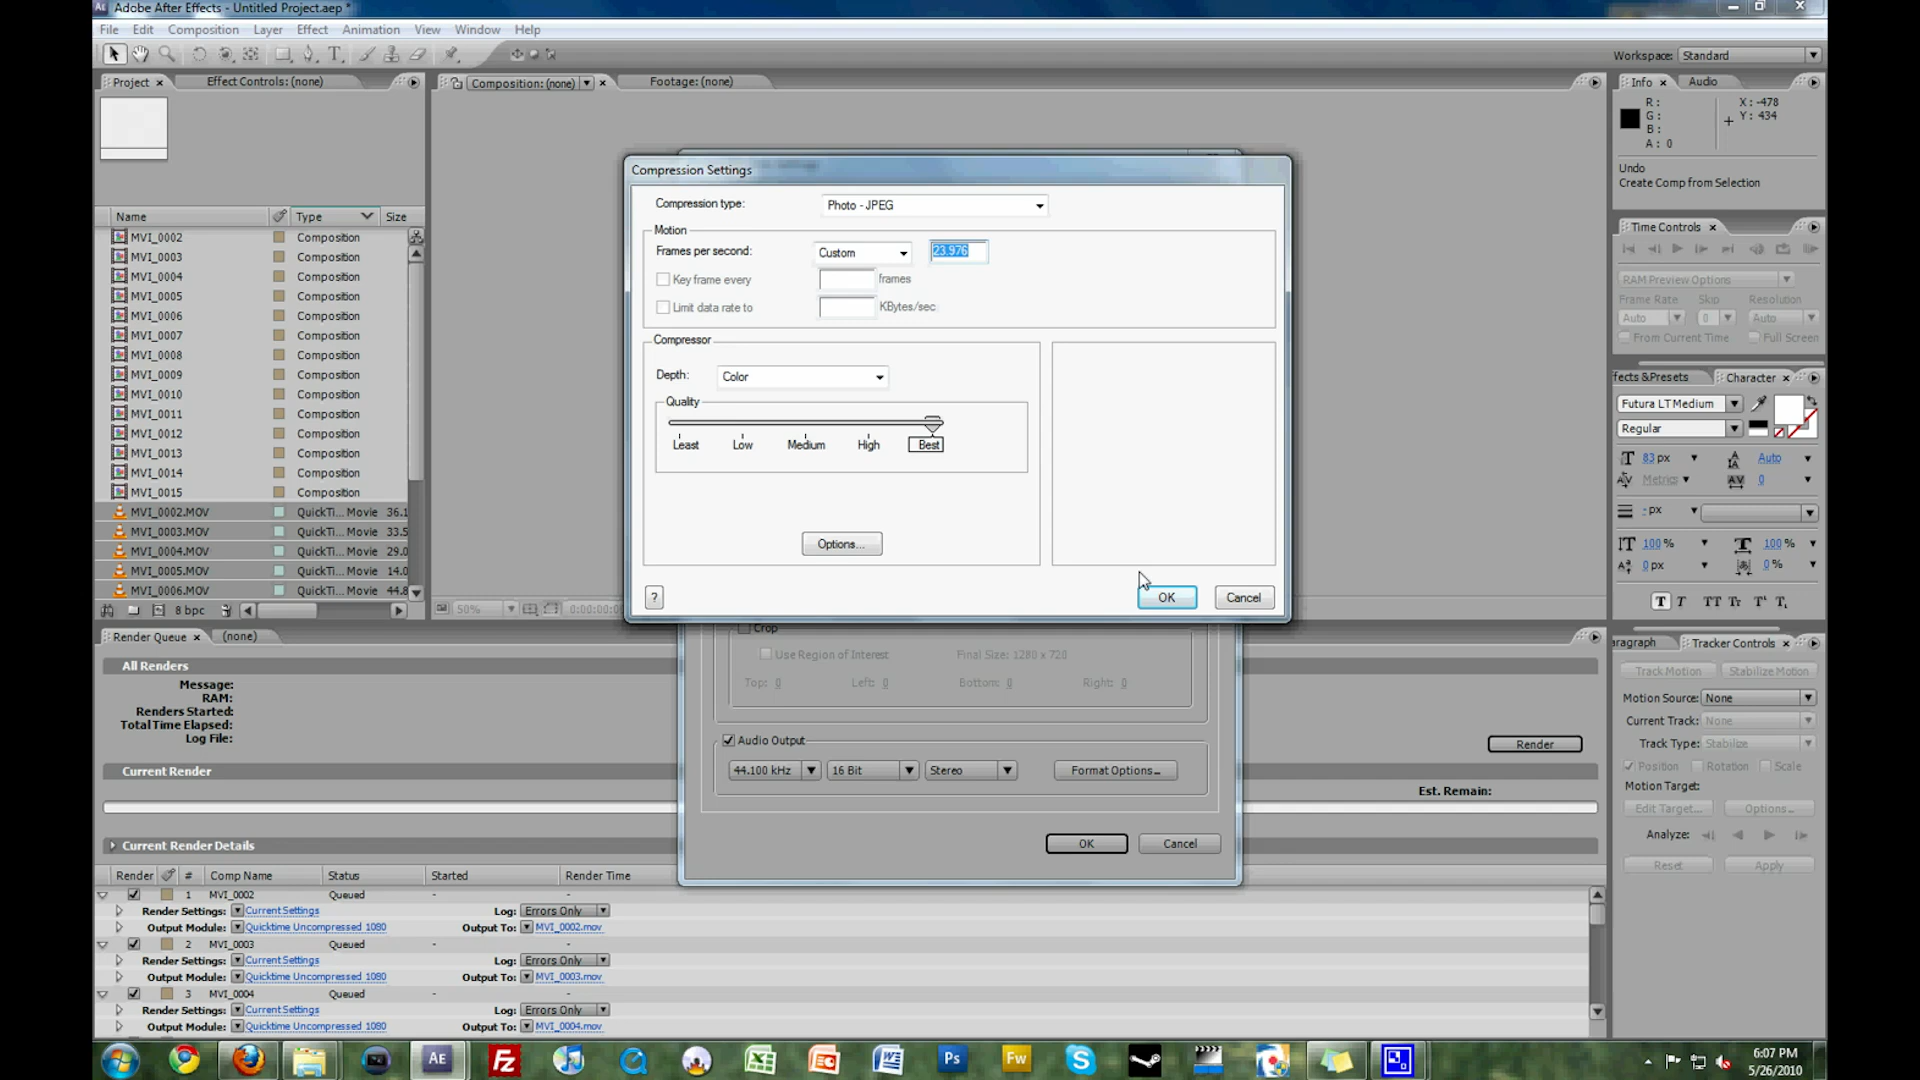 Adobe After Effects - Untitled Project.aep *
File Edit Composition Layer Effect Animation View Window Help
Workspace: Standard
Project × Effect Controls: (none)
Composition: (none) × Footage: (none)
Info × Audio
R:
G:
B:
A: 0
X: -478
Y: 434
Undo
Create Comp from Selection
Name Type Size
MVI_0002 Composition
MVI_0003 Composition
MVI_0004 Composition
MVI_0005 Composition
MVI_0006 Composition
MVI_0007 Composition
MVI_0008 Composition
MVI_0009 Composition
MVI_0010 Composition
MVI_0011 Composition
MVI_0012 Composition
MVI_0013 Composition
MVI_0014 Composition
MVI_0015 Composition
MVI_0002.MOV QuickTi... Movie 36.1
MVI_0003.MOV QuickTi... Movie 33.5
MVI_0004.MOV QuickTi... Movie 29.0
MVI_0005.MOV QuickTi... Movie 14.0
MVI_0006.MOV QuickTi... Movie 44.8
8 bpc
50% 0:00:00:0
Compression Settings
Compression type: Photo - JPEG
Motion
Frames per second: Custom 23.976
Key frame every frames
Limit data rate to KBytes/sec
Compressor
Depth: Color
Quality
Least Low Medium High Best
Options...
? OK Cancel
Crop
Use Region of Interest Final Size: 1280 x 720
Top: 0 Left: 0 Bottom: 0 Right: 0
Audio Output
44.100 kHz 16 Bit Stereo Format Options...
OK Cancel
Time Controls ×
RAM Preview Options
Frame Rate Skip Resolution
Auto 0 Auto
From Current Time Full Screen
fects & Presets Character ×
Futura LT Medium
Regular
83 px Auto
Metrics 0
- px
100 % 100 %
0 px 0 %
T T TT Tr T' T,
aragraph Tracker Controls ×
Track Motion Stabilize Motion
Motion Source: None
Current Track: None
Track Type: Stabilize
Position Rotation Scale
Motion Target:
Edit Target... Options...
Analyze:
Reset Apply
Render Queue × (none)
All Renders
Message:
RAM:
Renders Started:
Total Time Elapsed:
Log File:
Render
Current Render
Est. Remain:
Current Render Details
Render # Comp Name Status Started Render Time
1 MVI_0002 Queued - -
Render Settings: Current Settings Log: Errors Only
Output Module: Quicktime Uncompressed 1080 Output To: MVI_0002.mov
2 MVI_0003 Queued - -
Render Settings: Current Settings Log: Errors Only
Output Module: Quicktime Uncompressed 1080 Output To: MVI_0003.mov
3 MVI_0004 Queued - -
Render Settings: Current Settings Log: Errors Only
Output Module: Quicktime Uncompressed 1080 Output To: MVI_0004.mov
AE Fz Ps Fw
6:07 PM
5/26/2010